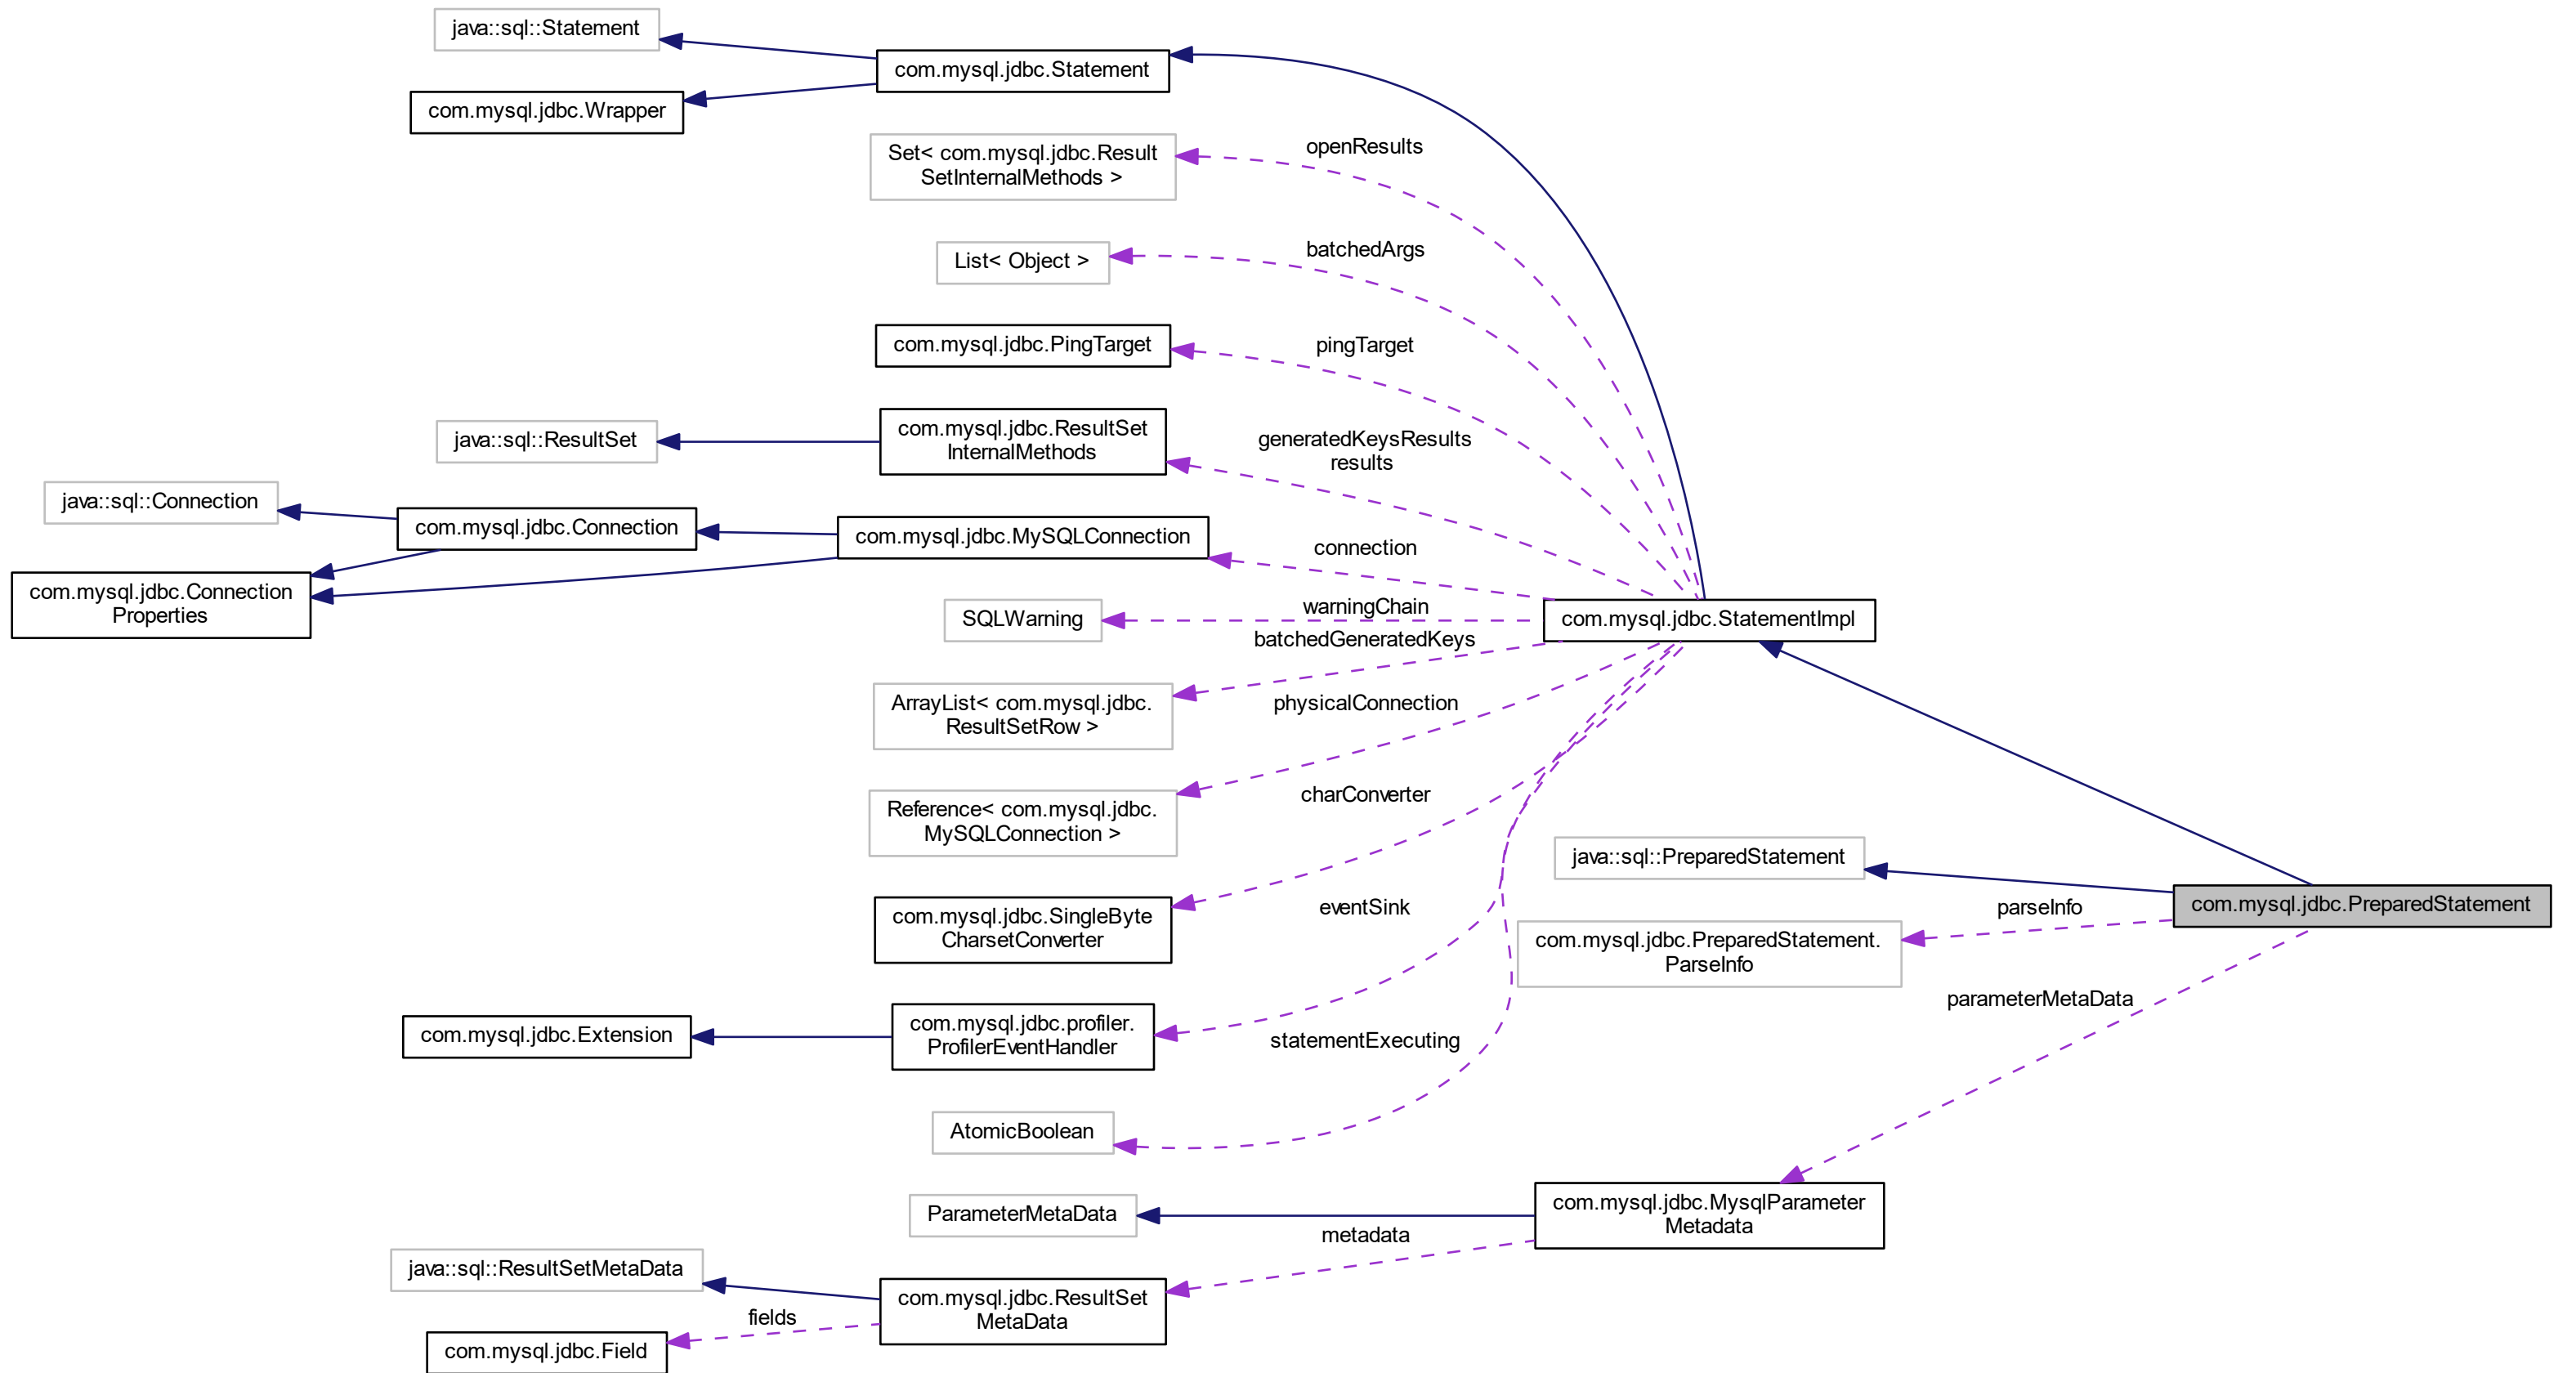 java::sql::Statement
com.mysql.jdbc.Statement
com.mysql.jdbc.Wrapper
Set< com.mysql.jdbc.Result
SetInternalMethods >
openResults
List< Object >
batchedArgs
com.mysql.jdbc.PingTarget
pingTarget
java::sql::ResultSet
com.mysql.jdbc.ResultSet
InternalMethods
generatedKeysResults
results
java::sql::Connection
com.mysql.jdbc.Connection
com.mysql.jdbc.MySQLConnection
connection
com.mysql.jdbc.Connection
Properties
SQLWarning
warningChain
com.mysql.jdbc.StatementImpl
batchedGeneratedKeys
ArrayList< com.mysql.jdbc.
ResultSetRow >
physicalConnection
Reference< com.mysql.jdbc.
MySQLConnection >
charConverter
java::sql::PreparedStatement
com.mysql.jdbc.PreparedStatement
parseInfo
com.mysql.jdbc.SingleByte
CharsetConverter
eventSink
com.mysql.jdbc.PreparedStatement.
ParseInfo
parameterMetaData
com.mysql.jdbc.Extension
com.mysql.jdbc.profiler.
ProfilerEventHandler
statementExecuting
AtomicBoolean
ParameterMetaData
com.mysql.jdbc.MysqlParameter
Metadata
metadata
java::sql::ResultSetMetaData
com.mysql.jdbc.ResultSet
MetaData
fields
com.mysql.jdbc.Field